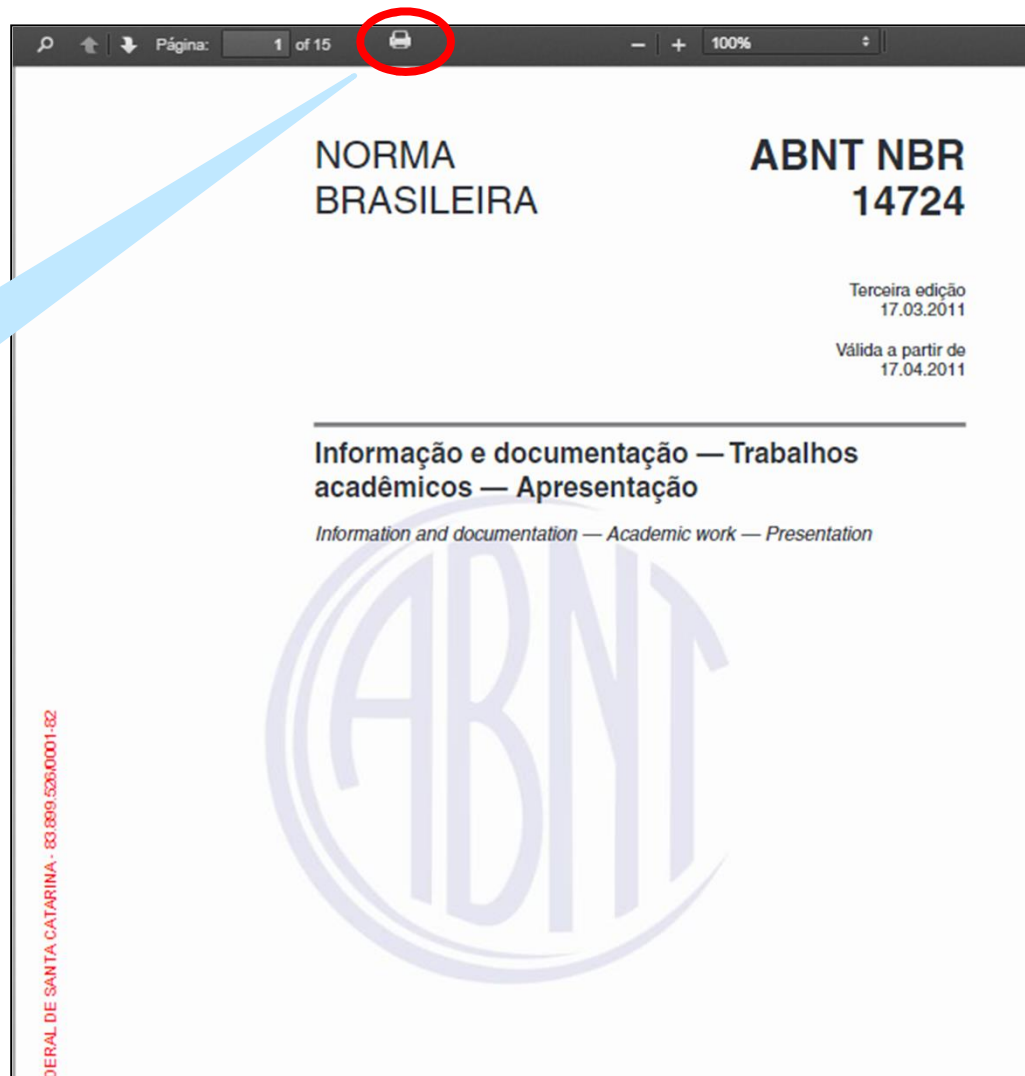 Página: 1 of 15 100%
NORMA
BRASILEIRA
ABNT NBR
14724
Terceira edição
17.03.2011
Válida a partir de
17.04.2011
Informação e documentação — Trabalhos
acadêmicos — Apresentação
Information and documentation — Academic work — Presentation
ABNT
DERAL DE SANTA CATARINA - 83.899.526/0001-82